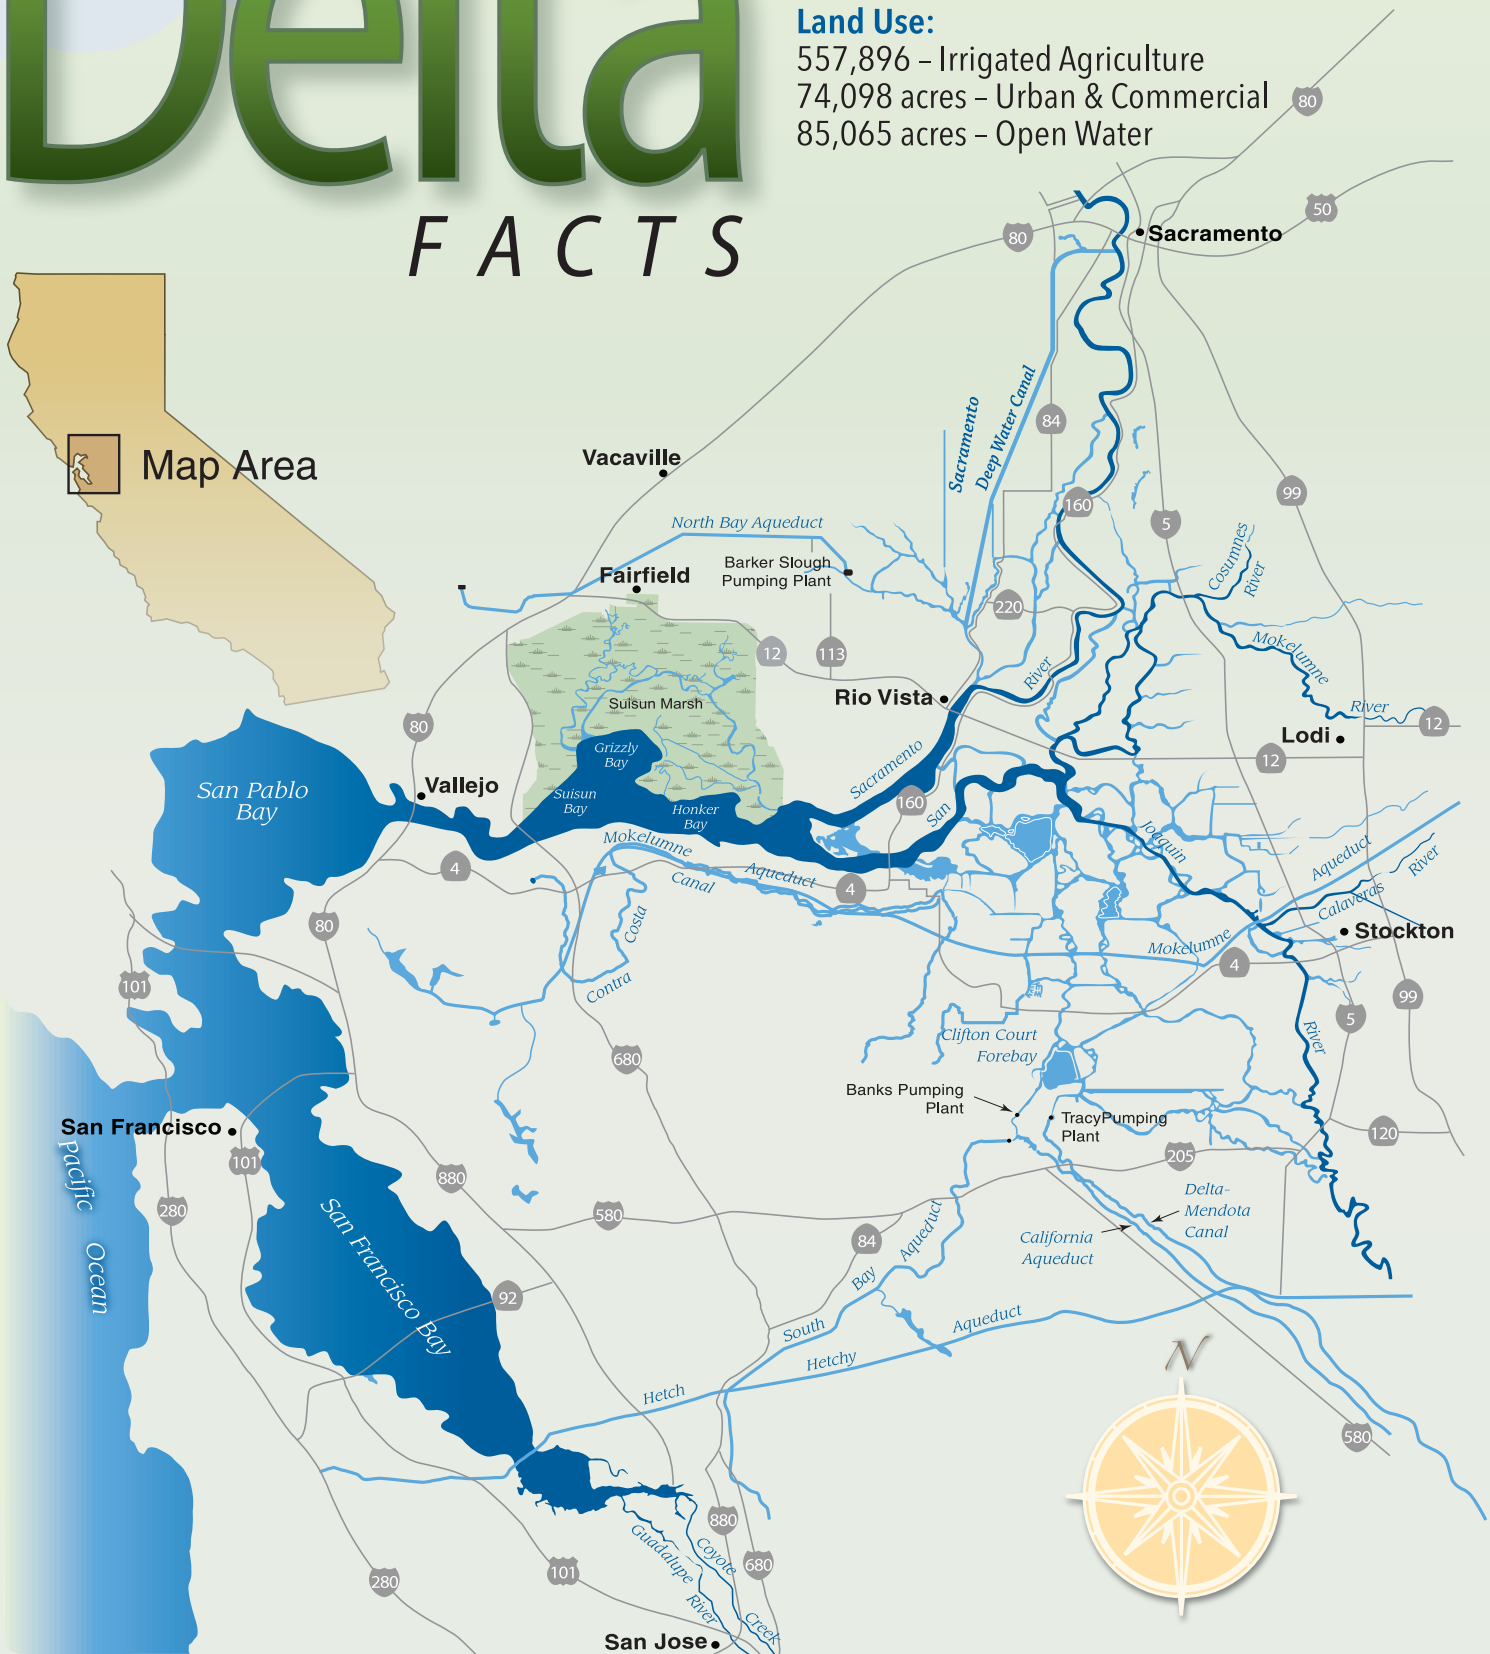 Delta
FACTS
Land Use:
557,896 – Irrigated Agriculture
74,098 acres – Urban & Commercial
85,065 acres – Open Water
80
50
80
Sacramento
Map Area
Vacaville
Sacramento
Deep Water Canal
84
160
5
99
North Bay Aqueduct
Barker Slough
Pumping Plant
Fairfield
Cosumnes
River
220
12
113
Mokelumne
River
12
Rio Vista
River
Suisun Marsh
80
Lodi
12
Grizzly
Bay
Suisun
Bay
Honker
Bay
Sacramento
160
San
Joaquin
San Pablo
Bay
Vallejo
4
Mokelumne
Aqueduct
Canal
4
Costa
Contra
Aqueduct
River
Calaveras
Stockton
Mokelumne
4
80
101
99
5
River
680
Clifton Court
Forebay
Banks Pumping
Plant
TracyPumping
Plant
120
205
San Francisco
101
Pacific
Ocean
280
880
580
Delta-
Mendota
Canal
California
Aqueduct
84
Aqueduct
Bay
South
San Francisco Bay
92
Aqueduct
Hetchy
Hetch
N
580
880
680
Guadalupe
River
Coyote
Creek
280
101
San Jose